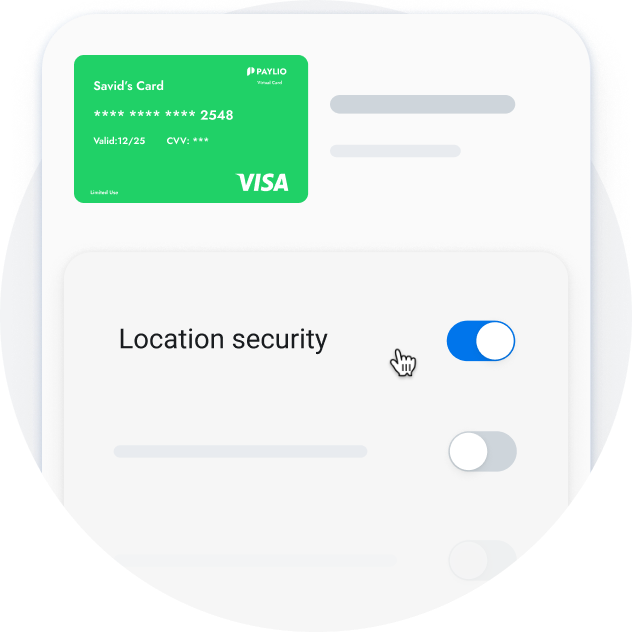 PAYLIO
Virtual Card
Savid's Card
**** **** **** 2548
Valid:12/25 CVV: ***
VISA
Limited Use
Location security